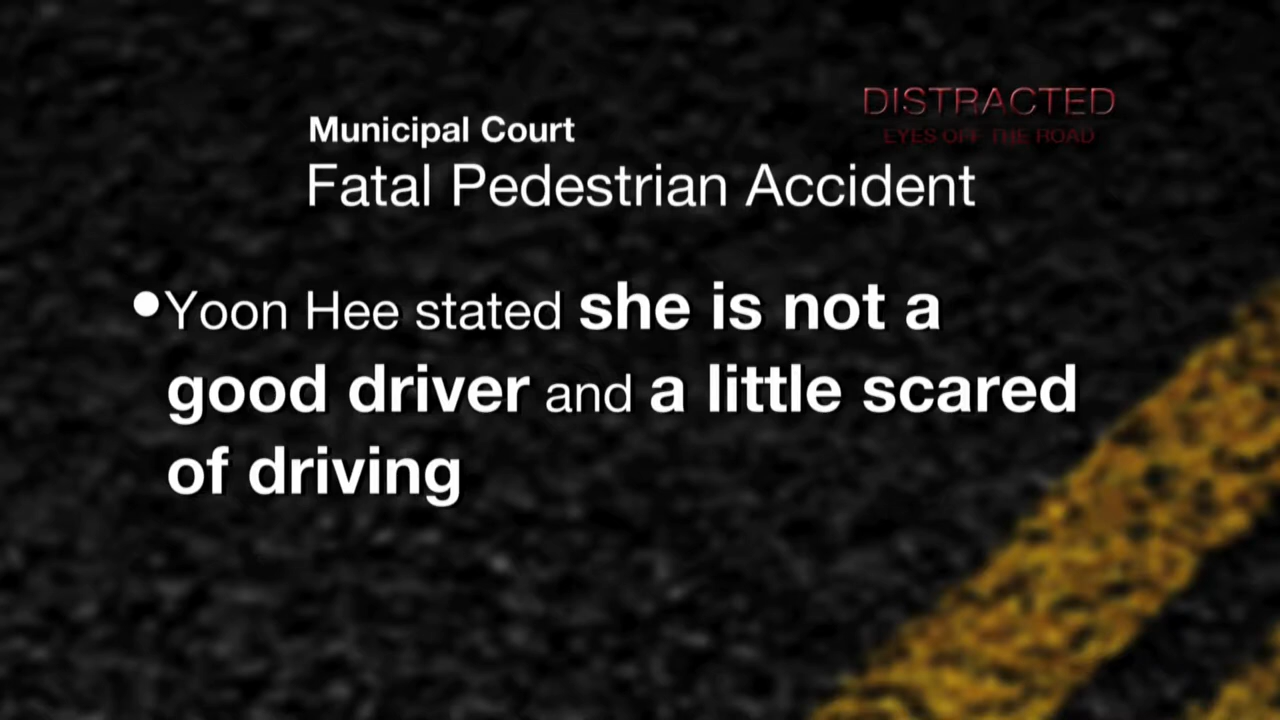 DISTRACTED
EYES OFF THE ROAD
Municipal Court
Fatal Pedestrian Accident
•Yoon Hee stated she is not a
good driver and a little scared
of driving